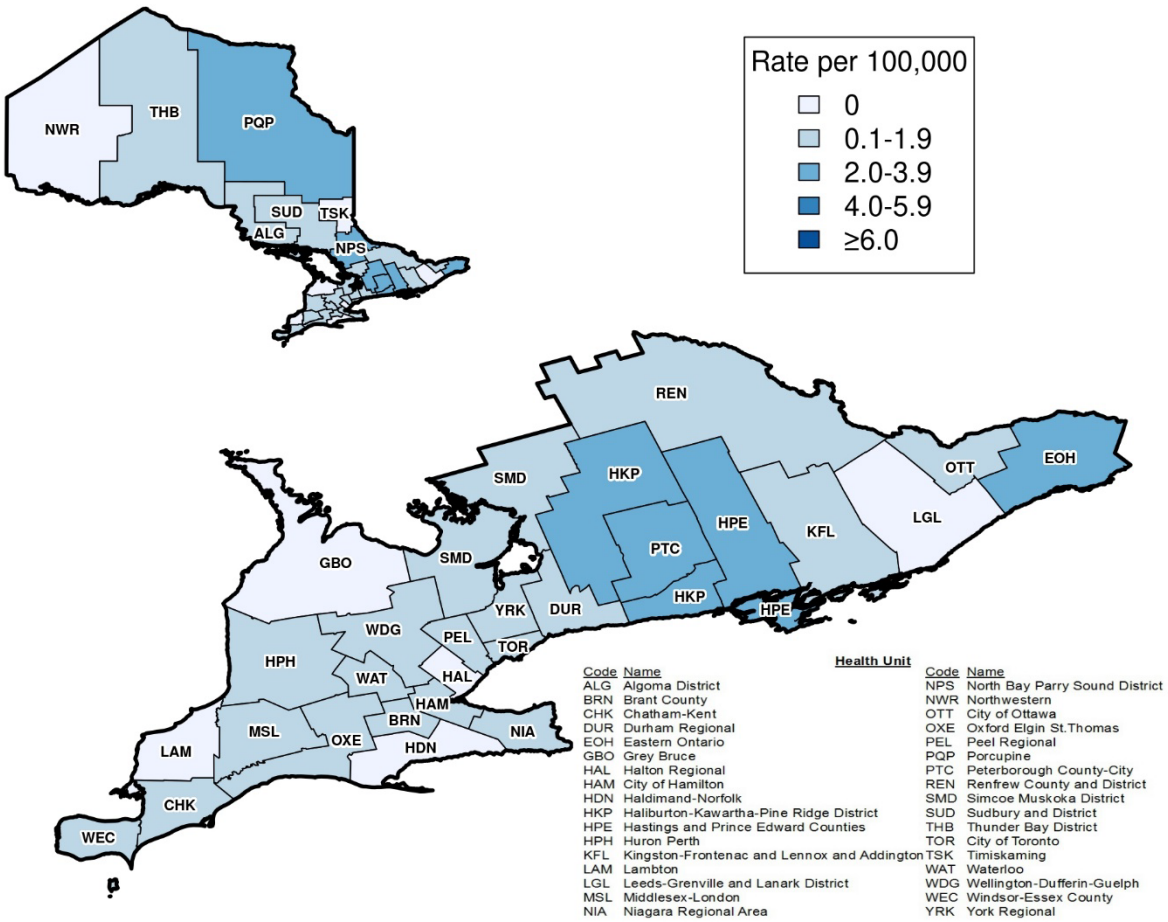 Rate per 100,000
0
0.1-1.9
2.0-3.9
4.0-5.9
≥6.0
NWR
THB
PQP
SUD
TSK
ALG
NPS
REN
SMD
HKP
OTT
EOH
HPE
LGL
KFL
PTC
GBO
SMD
HKP
HPE
YRK
DUR
WDG
PEL
TOR
HPH
WAT
HAL
HAM
BRN
MSL
OXE
NIA
HDN
LAM
CHK
WEC
Health Unit
Code Name
ALG Algoma District
BRN Brant County
CHK Chatham-Kent
DUR Durham Regional
EOH Eastern Ontario
GBO Grey Bruce
HAL Halton Regional
HAM City of Hamilton
HDN Haldimand-Norfolk
HKP Haliburton-Kawartha-Pine Ridge District
HPE Hastings and Prince Edward Counties
HPH Huron Perth
KFL Kingston-Frontenac and Lennox and Addington
LAM Lambton
LGL Leeds-Grenville and Lanark District
MSL Middlesex-London
NIA Niagara Regional Area
Code Name
NPS North Bay Parry Sound District
NWR Northwestern
OTT City of Ottawa
OXE Oxford Elgin St.Thomas
PEL Peel Regional
PQP Porcupine
PTC Peterborough County-City
REN Renfrew County and District
SMD Simcoe Muskoka District
SUD Sudbury and District
THB Thunder Bay District
TOR City of Toronto
TSK Timiskaming
WAT Waterloo
WDG Wellington-Dufferin-Guelph
WEC Windsor-Essex County
YRK York Regional